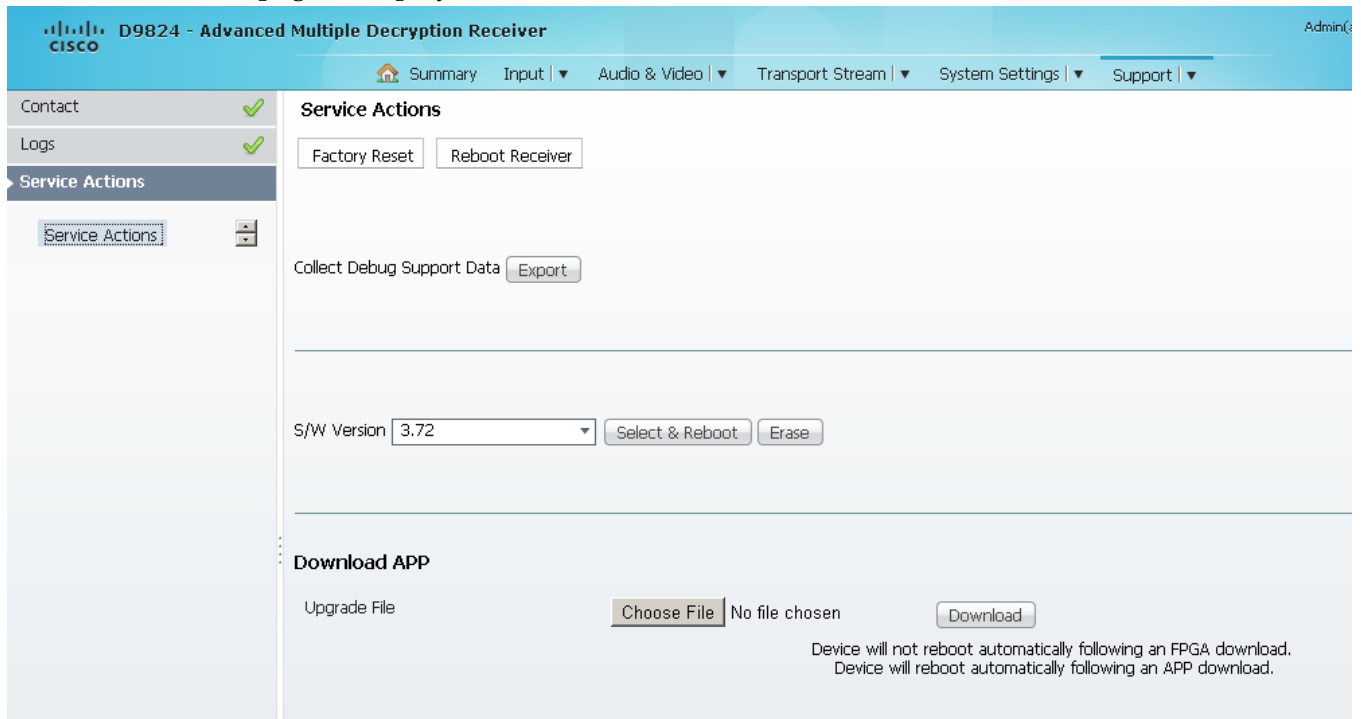 CISCO
D9824 - Advanced Multiple Decryption Receiver
Admin(
Summary Input | ▼ Audio & Video | ▼ Transport Stream | ▼ System Settings | ▼ Support | ▼
Contact
Logs
Service Actions
Service Actions
Service Actions
Factory Reset Reboot Receiver
Collect Debug Support Data Export
S/W Version 3.72 Select & Reboot Erase
Download APP
Upgrade File Choose File No file chosen Download
Device will not reboot automatically following an FPGA download.
Device will reboot automatically following an APP download.